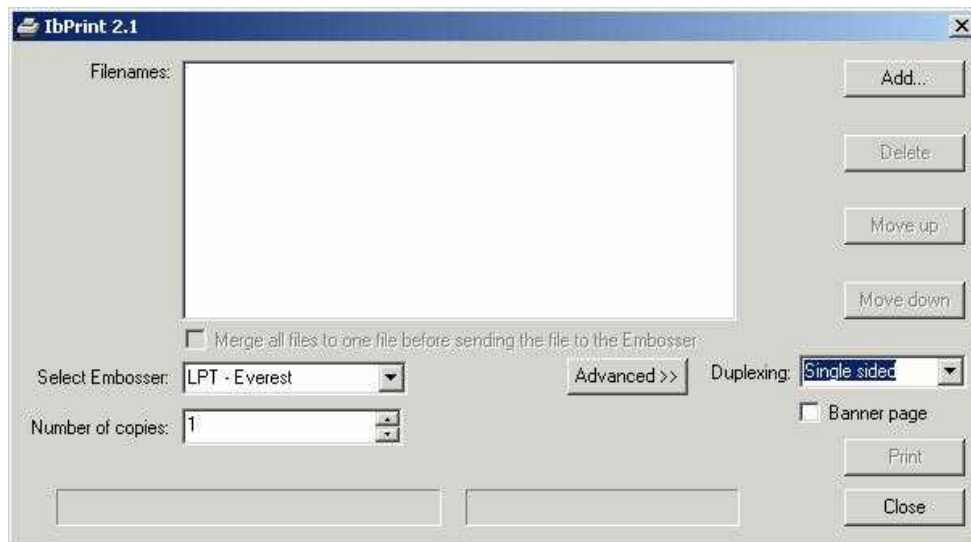 IbPrint 2.1
Filenames:
Add...
Delete
Move up
Move down
Merge all files to one file before sending the file to the Embosser
Select Embosser: LPT - Everest Advanced >> Duplexing: Single sided
Number of copies: 1 Banner page
Print
Close